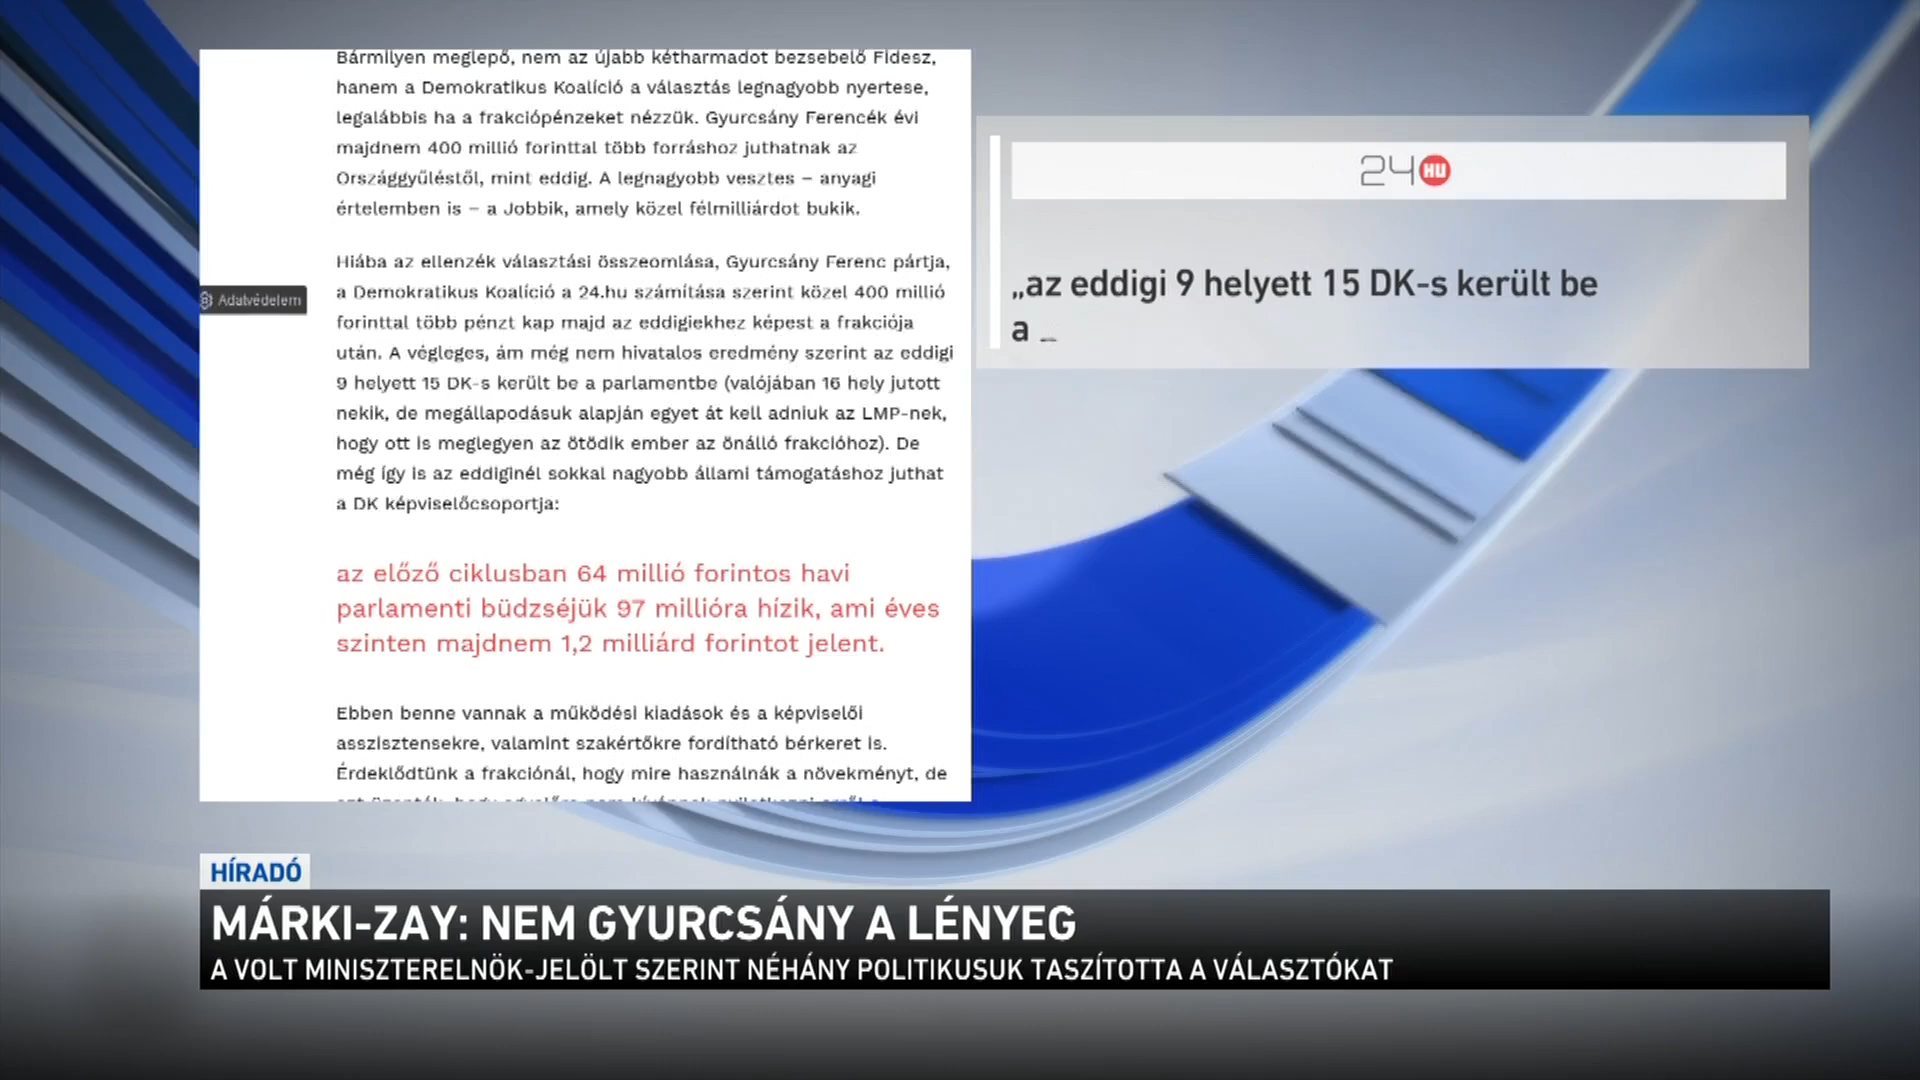 Bármilyen meglepő, nem az újabb kétharmadot bezsebelő Fidesz,
hanem a Demokratikus Koalíció a választás legnagyobb nyertese,
legalábbis ha a frakciópénzeket nézzük. Gyurcsány Ferencék évi
majdnem 400 millió forinttal több forráshoz juthatnak az
Országgyűléstől, mint eddig. A legnagyobb vesztes – anyagi
értelemben is – a Jobbik, amely közel félmilliárdot bukik.
Hiába az ellenzék választási összeomlása, Gyurcsány Ferenc pártja,
a Demokratikus Koalíció a 24.hu számítása szerint közel 400 millió
forinttal több pénzt kap majd az eddigiekhez képest a frakciója
után. A végleges, ám még nem hivatalos eredmény szerint az eddigi
9 helyett 15 DK-s került be a parlamentbe (valójában 16 hely jutott
nekik, de megállapodásuk alapján egyet át kell adniuk az LMP-nek,
hogy ott is meglegyen az ötödik ember az önálló frakcióhoz). De
még így is az eddiginél sokkal nagyobb állami támogatáshoz juthat
a DK képviselőcsoportja:
az előző ciklusban 64 millió forintos havi
parlamenti büdzséjük 97 millióra hízik, ami éves
szinten majdnem 1,2 milliárd forintot jelent.
Ebben benne vannak a működési kiadások és a képviselői
asszisztensekre, valamint szakértőkre fordítható bérkeret is.
Érdeklődtünk a frakciónál, hogy mire használnák a növekményt, de
Adatvédelem
24 HU
„az eddigi 9 helyett 15 DK-s került be
a _
HÍRADÓ
MÁRKI-ZAY: NEM GYURCSÁNY A LÉNYEG
A VOLT MINISZTERELNÖK-JELÖLT SZERINT NÉHÁNY POLITIKUSUK TASZÍTOTTA A VÁLASZTÓKAT